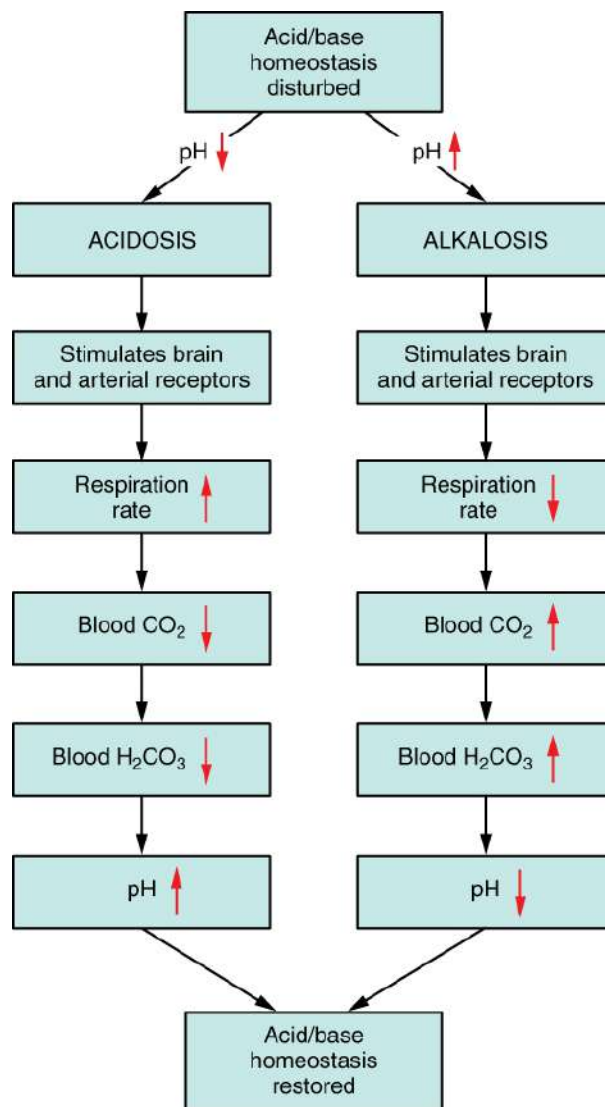 Acid/base
homeostasis
disturbed
pH ↓
pH ↑
ACIDOSIS
ALKALOSIS
Stimulates brain
and arterial receptors
Stimulates brain
and arterial receptors
Respiration
rate ↑
Respiration
rate ↓
Blood CO₂ ↓
Blood CO₂ ↑
Blood H₂CO₃ ↓
Blood H₂CO₃ ↑
pH ↑
pH ↓
Acid/base
homeostasis
restored